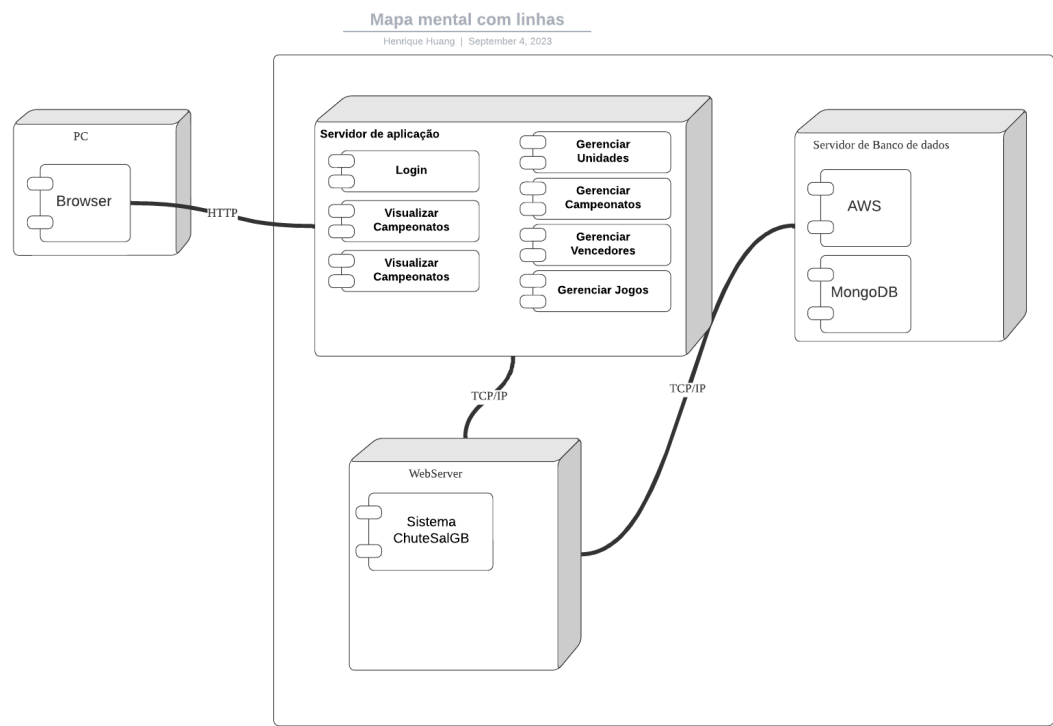 Mapa mental com linhas
Henrique Huang | September 4, 2023
PC
Browser
HTTP
Servidor de aplicação
Login
Visualizar
Campeonatos
Visualizar
Campeonatos
Gerenciar
Unidades
Gerenciar
Campeonatos
Gerenciar
Vencedores
Gerenciar Jogos
Servidor de Banco de dados
AWS
MongoDB
TCP/IP
TCP/IP
WebServer
Sistema
ChuteSalGB